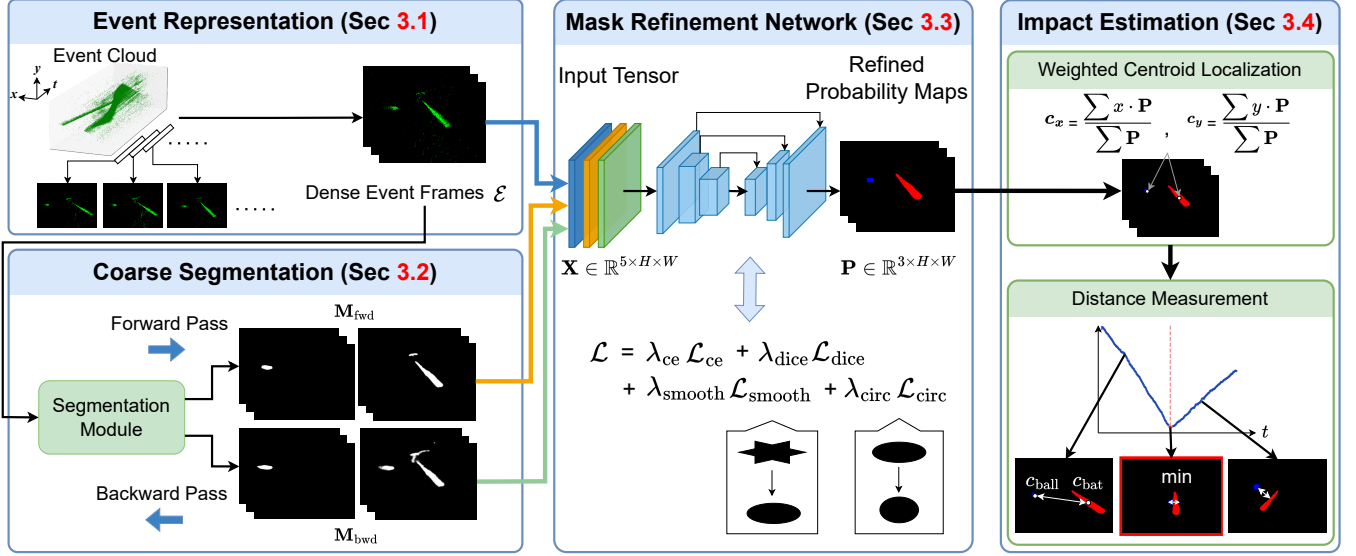 Event Representation (Sec 3.1)
Event Cloud
y
t
x
.....
.....
Dense Event Frames ℰ
Coarse Segmentation (Sec 3.2)
Forward Pass
M_fwd
Segmentation
Module
Backward Pass
M_bwd
Mask Refinement Network (Sec 3.3)
Input Tensor
Refined
Probability Maps
X ∈ ℝ^{5×H×W}
P ∈ ℝ^{3×H×W}
ℒ = λ_ce ℒ_ce + λ_dice ℒ_dice
+ λ_smooth ℒ_smooth + λ_circ ℒ_circ
Impact Estimation (Sec 3.4)
Weighted Centroid Localization
c_x = ∑ x · P / ∑ P , c_y = ∑ y · P / ∑ P
Distance Measurement
t
c_ball c_bat
min